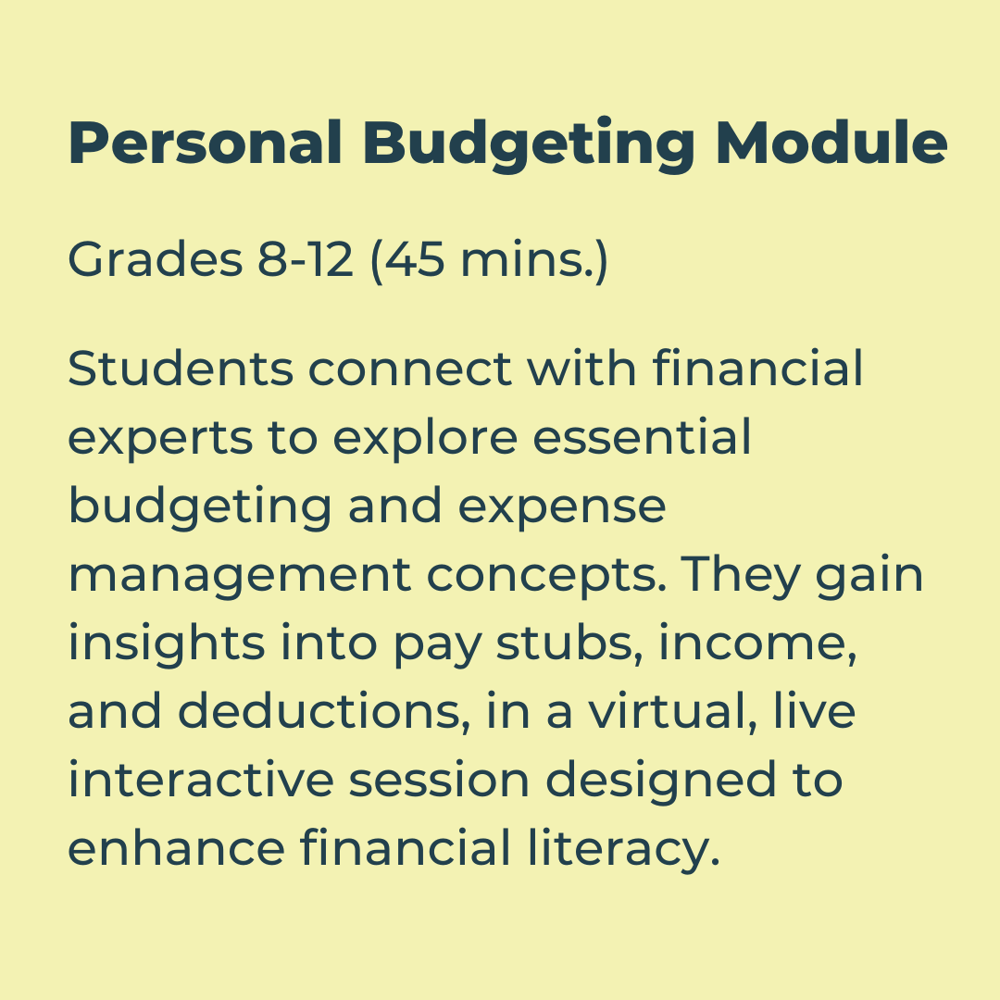 Personal Budgeting Module
Grades 8-12 (45 mins.)
Students connect with financial
experts to explore essential
budgeting and expense
management concepts. They gain
insights into pay stubs, income,
and deductions, in a virtual, live
interactive session designed to
enhance financial literacy.